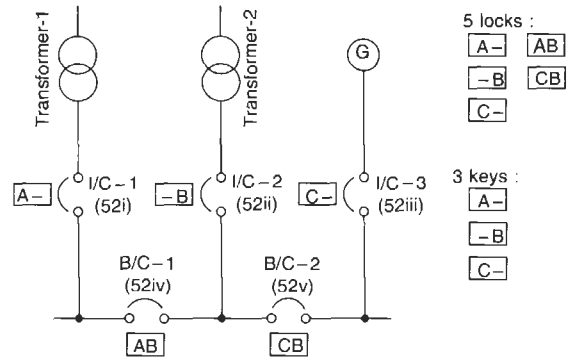 Transformer-1
Transformer-2
G
5 locks :
A–
AB
–B
CB
C–
A–
I/C–1
(52i)
–B
I/C–2
(52ii)
C–
I/C–3
(52iii)
3 keys :
A–
–B
C–
B/C–1
(52iv)
B/C–2
(52v)
AB
CB